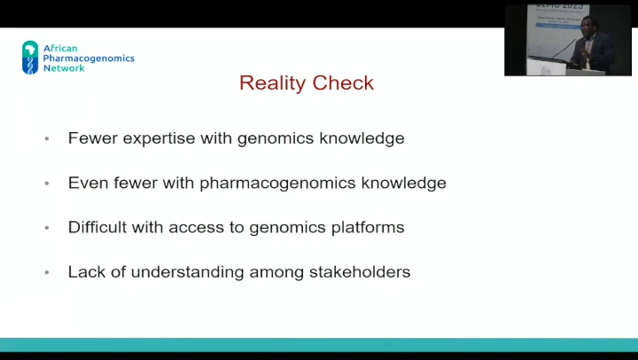 African
Pharmacogenomics
Network
Reality Check
• Fewer expertise with genomics knowledge
• Even fewer with pharmacogenomics knowledge
• Difficult with access to genomics platforms
• Lack of understanding among stakeholders